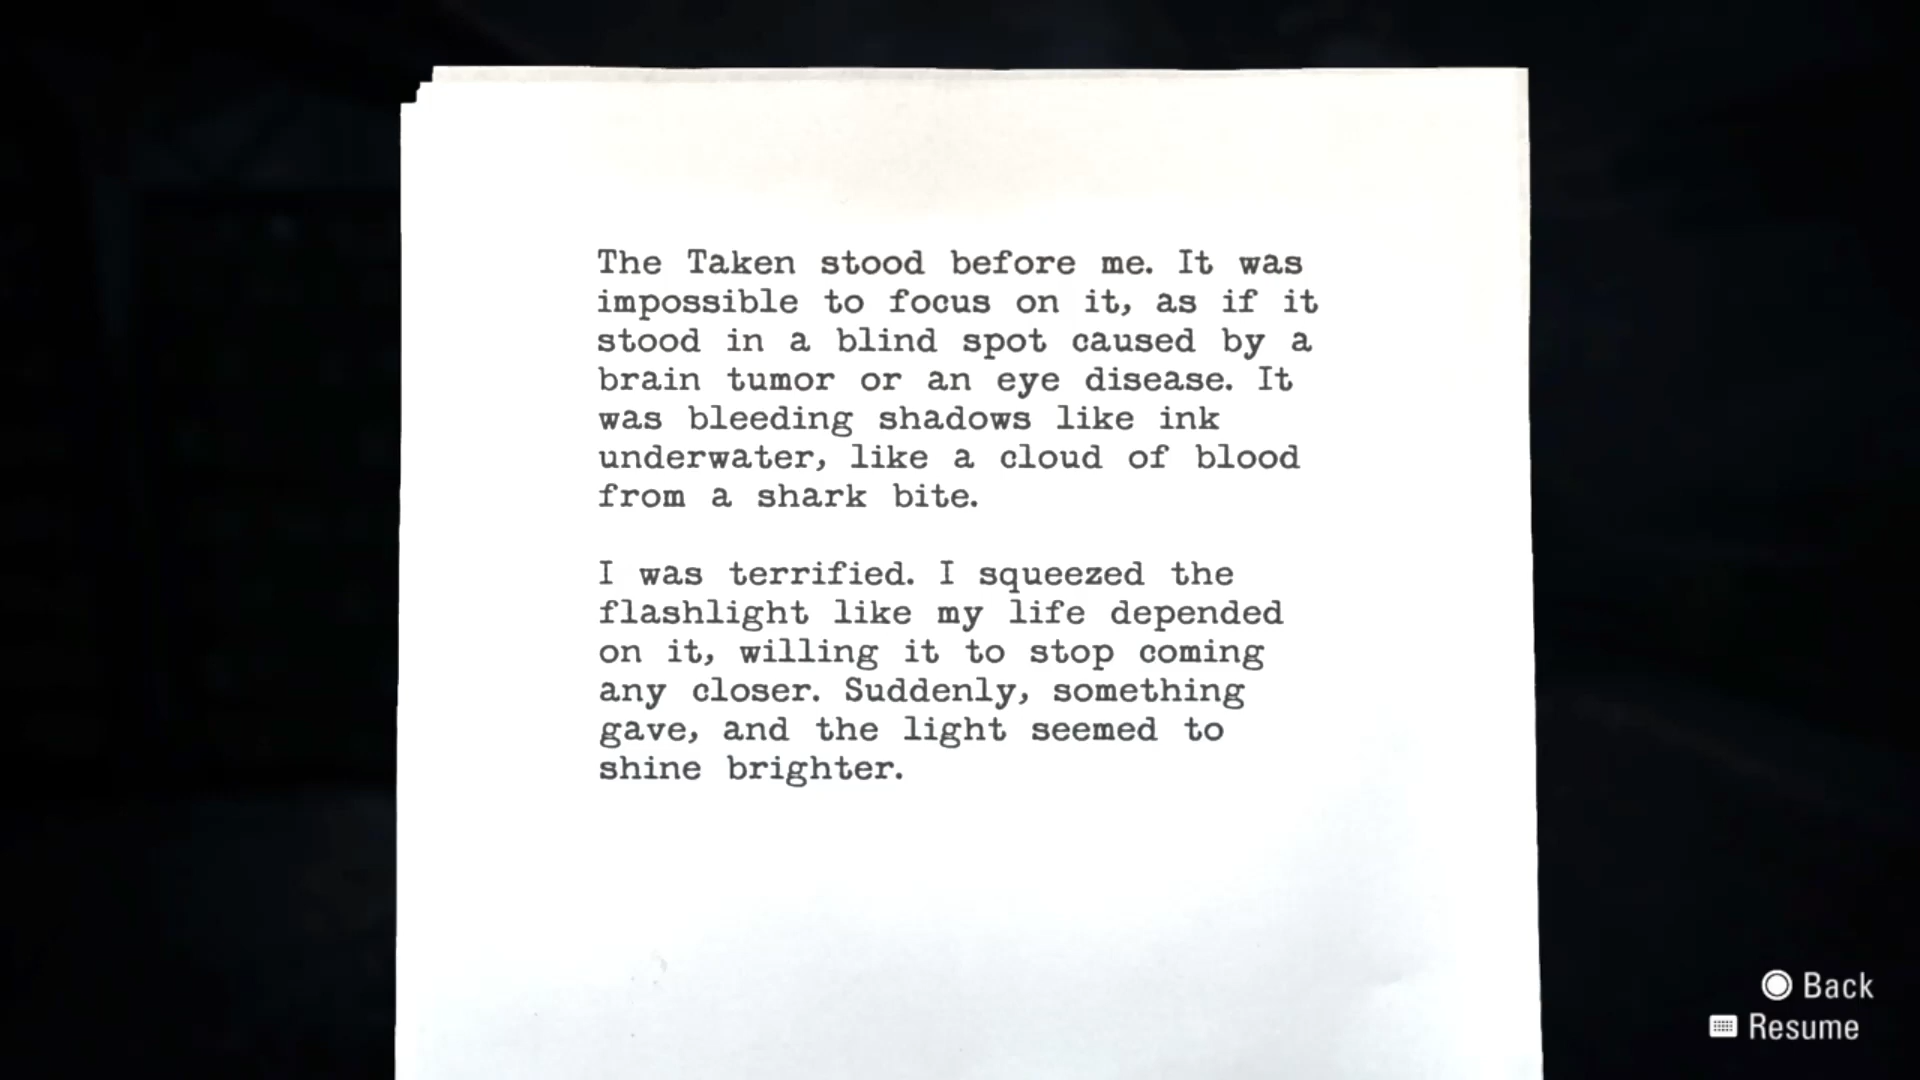 The Taken stood before me. It was
impossible to focus on it, as if it
stood in a blind spot caused by a
brain tumor or an eye disease. It
was bleeding shadows like ink
underwater, like a cloud of blood
from a shark bite.
I was terrified. I squeezed the
flashlight like my life depended
on it, willing it to stop coming
any closer. Suddenly, something
gave, and the light seemed to
shine brighter.
Back
Resume